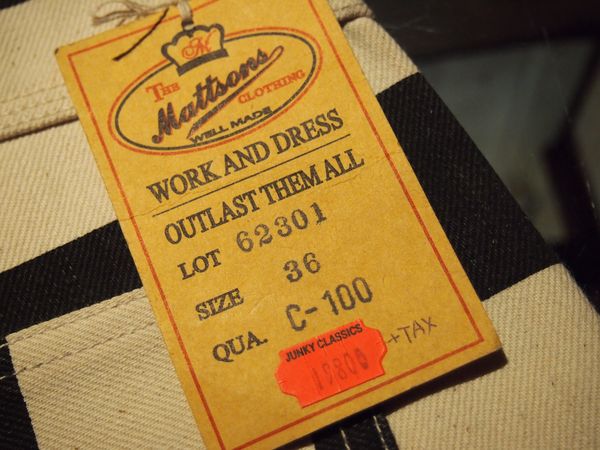 M
THE
Mattsons
CLOTHING
WELL MADE
WORK AND DRESS
OUTLAST THEM ALL
LOT 62301
SIZE 36
QUA. C-100
JUNKY CLASSICS
19800 +TAX